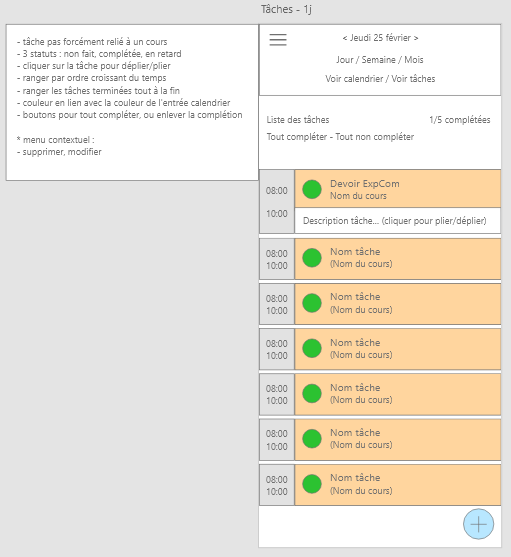 Tâches - 1j
- tâche pas forcément relié à un cours
- 3 statuts : non fait, complétée, en retard
- cliquer sur la tâche pour déplier/plier
- ranger par odre croissant du temps
- ranger les tâches terminées tout à la fin
- couleur en lien avec la couleur de l'entrée calendrier
- boutons pour tout compléter, ou enlever la complétion
* menu contextuel :
- supprimer, modifier
< Jeudi 25 février >
Jour / Semaine / Mois
Voir calendrier / Voir tâches
Liste des tâches 1/5 complétées
Tout compléter - Tout non compléter
08:00
10:00
Devoir ExpCom
Nom du cours
Description tâche... (cliquer pour plier/déplier)
08:00
10:00
Nom tâche
(Nom du cours)
08:00
10:00
Nom tâche
(Nom du cours)
08:00
10:00
Nom tâche
(Nom du cours)
08:00
10:00
Nom tâche
(Nom du cours)
08:00
10:00
Nom tâche
(Nom du cours)
08:00
10:00
Nom tâche
(Nom du cours)